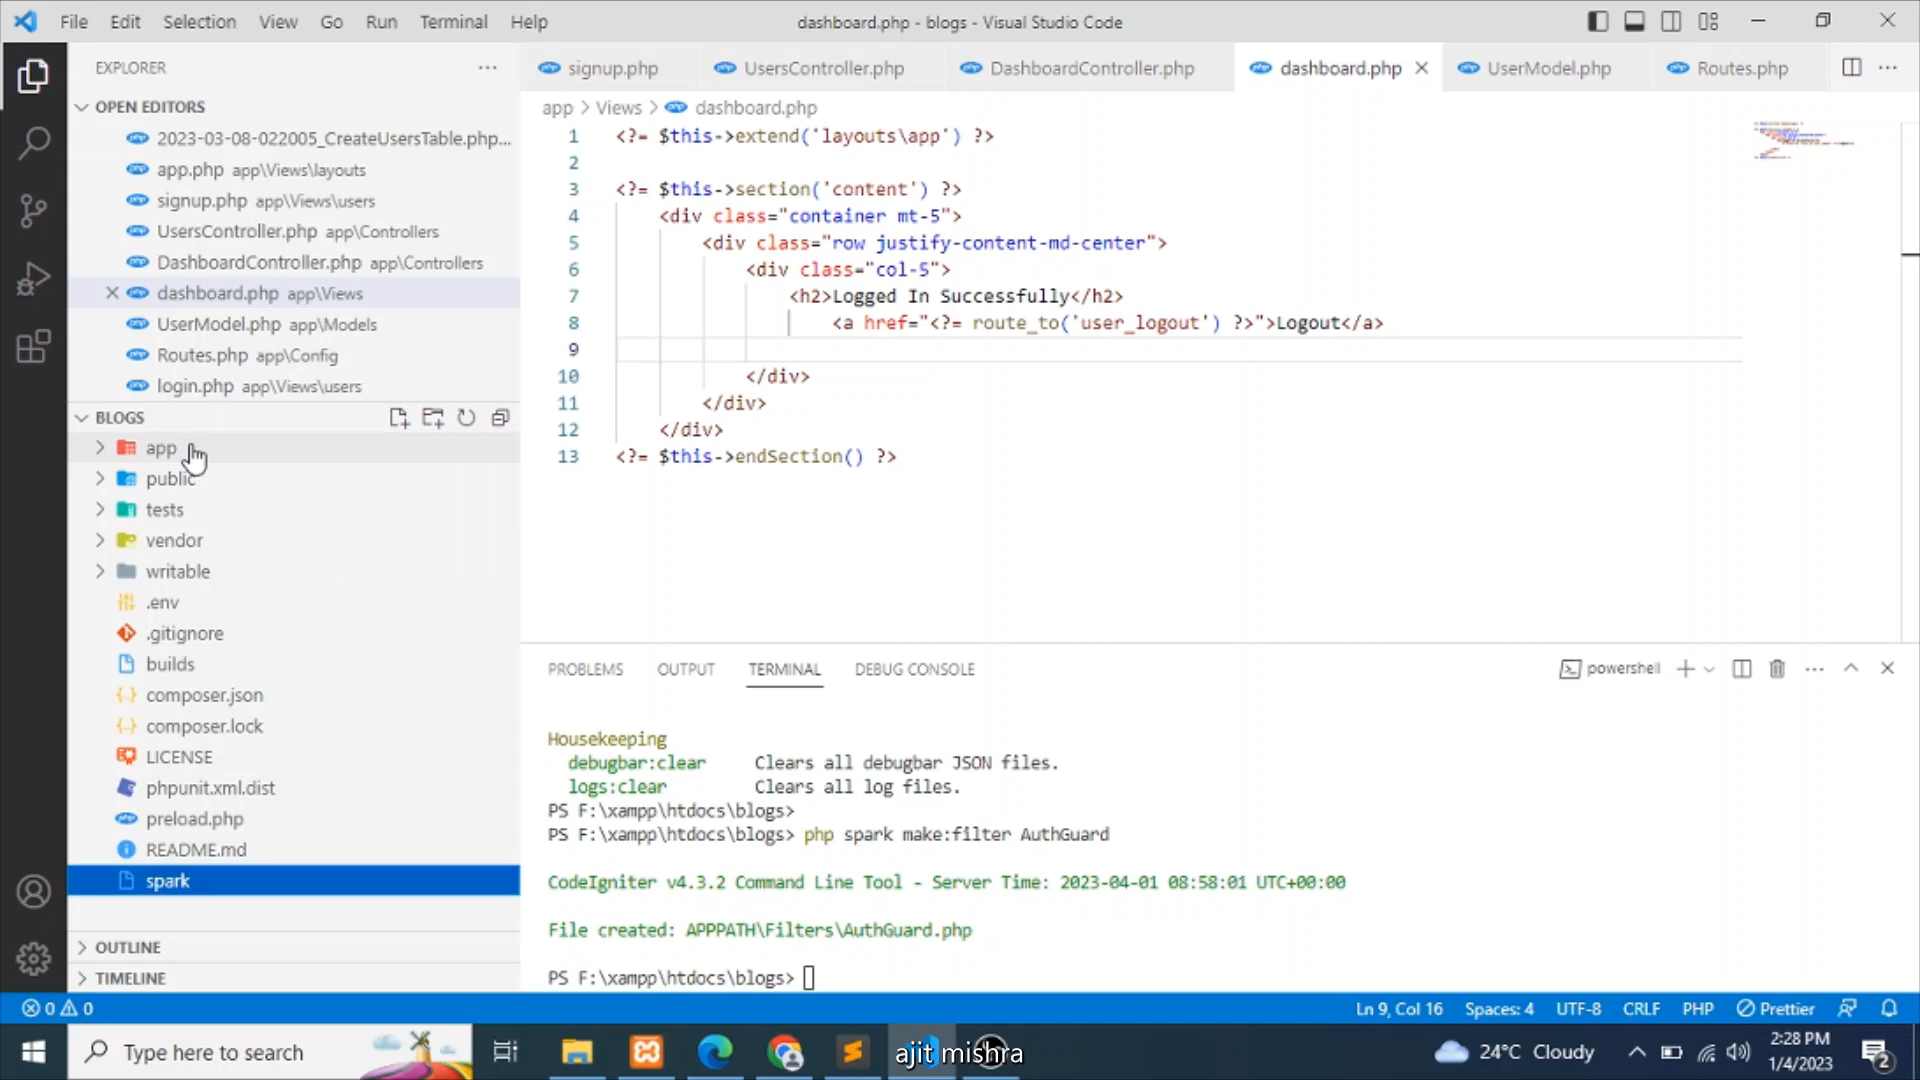 File Edit Selection View Go Run Terminal Help
dashboard.php - blogs - Visual Studio Code
EXPLORER
OPEN EDITORS
2023-03-08-022005_CreateUsersTable.php...
app.php app\Views\layouts
signup.php app\Views\users
UsersController.php app\Controllers
DashboardController.php app\Controllers
dashboard.php app\Views
UserModel.php app\Models
Routes.php app\Config
login.php app\Views\users
BLOGS
app
public
tests
vendor
writable
.env
.gitignore
builds
composer.json
composer.lock
LICENSE
phpunit.xml.dist
preload.php
README.md
spark
OUTLINE
TIMELINE
signup.php UsersController.php DashboardController.php dashboard.php UserModel.php Routes.php
app > Views > dashboard.php
1 <?= $this->extend('layouts\app') ?>
2
3 <?= $this->section('content') ?>
4 <div class="container mt-5">
5 <div class="row justify-content-md-center">
6 <div class="col-5">
7 <h2>Logged In Successfully</h2>
8 <a href="<?= route_to('user_logout') ?>">Logout</a>
9
10 </div>
11 </div>
12 </div>
13 <?= $this->endSection() ?>
PROBLEMS OUTPUT TERMINAL DEBUG CONSOLE
powershell
Housekeeping
debugbar:clear Clears all debugbar JSON files.
logs:clear Clears all log files.
PS F:\xampp\htdocs\blogs>
PS F:\xampp\htdocs\blogs> php spark make:filter AuthGuard
CodeIgniter v4.3.2 Command Line Tool - Server Time: 2023-04-01 08:58:01 UTC+00:00
File created: APPPATH\Filters\AuthGuard.php
PS F:\xampp\htdocs\blogs>
0 0
Ln 9, Col 16 Spaces: 4 UTF-8 CRLF PHP Prettier
Type here to search
ajit mishra
24°C Cloudy
2:28 PM
1/4/2023
2